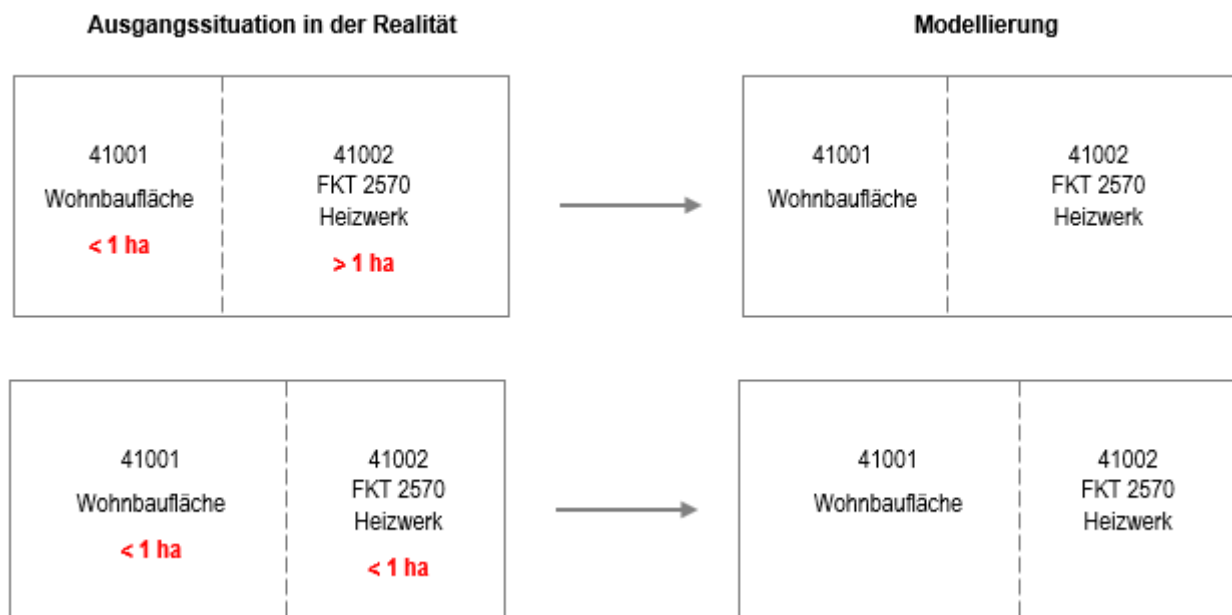 Ausgangssituation in der Realität
Modellierung
41001
Wohnbaufläche
< 1 ha
41002
FKT 2570
Heizwerk
> 1 ha
41001
Wohnbaufläche
41002
FKT 2570
Heizwerk
41001
Wohnbaufläche
< 1 ha
41002
FKT 2570
Heizwerk
< 1 ha
41001
Wohnbaufläche
41002
FKT 2570
Heizwerk